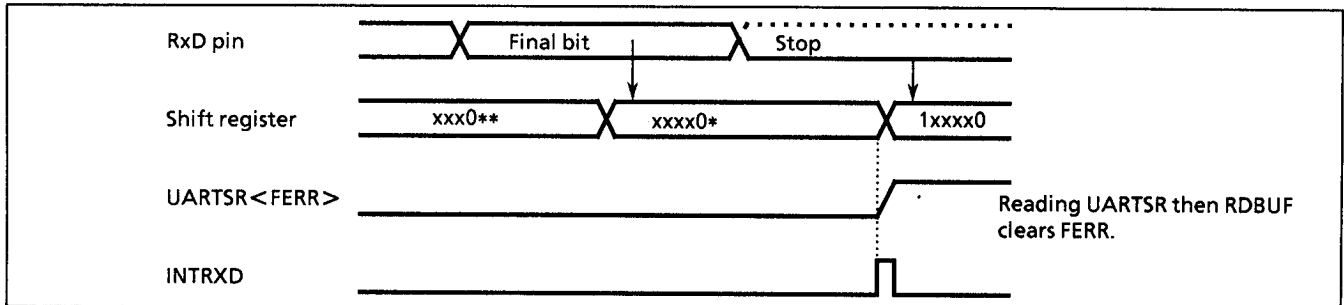 RxD pin Final bit Stop
Shift register xxx0** xxxx0* 1xxxx0
UARTSR<FERR>
Reading UARTSR then RDBUF
clears FERR.
INTRXD